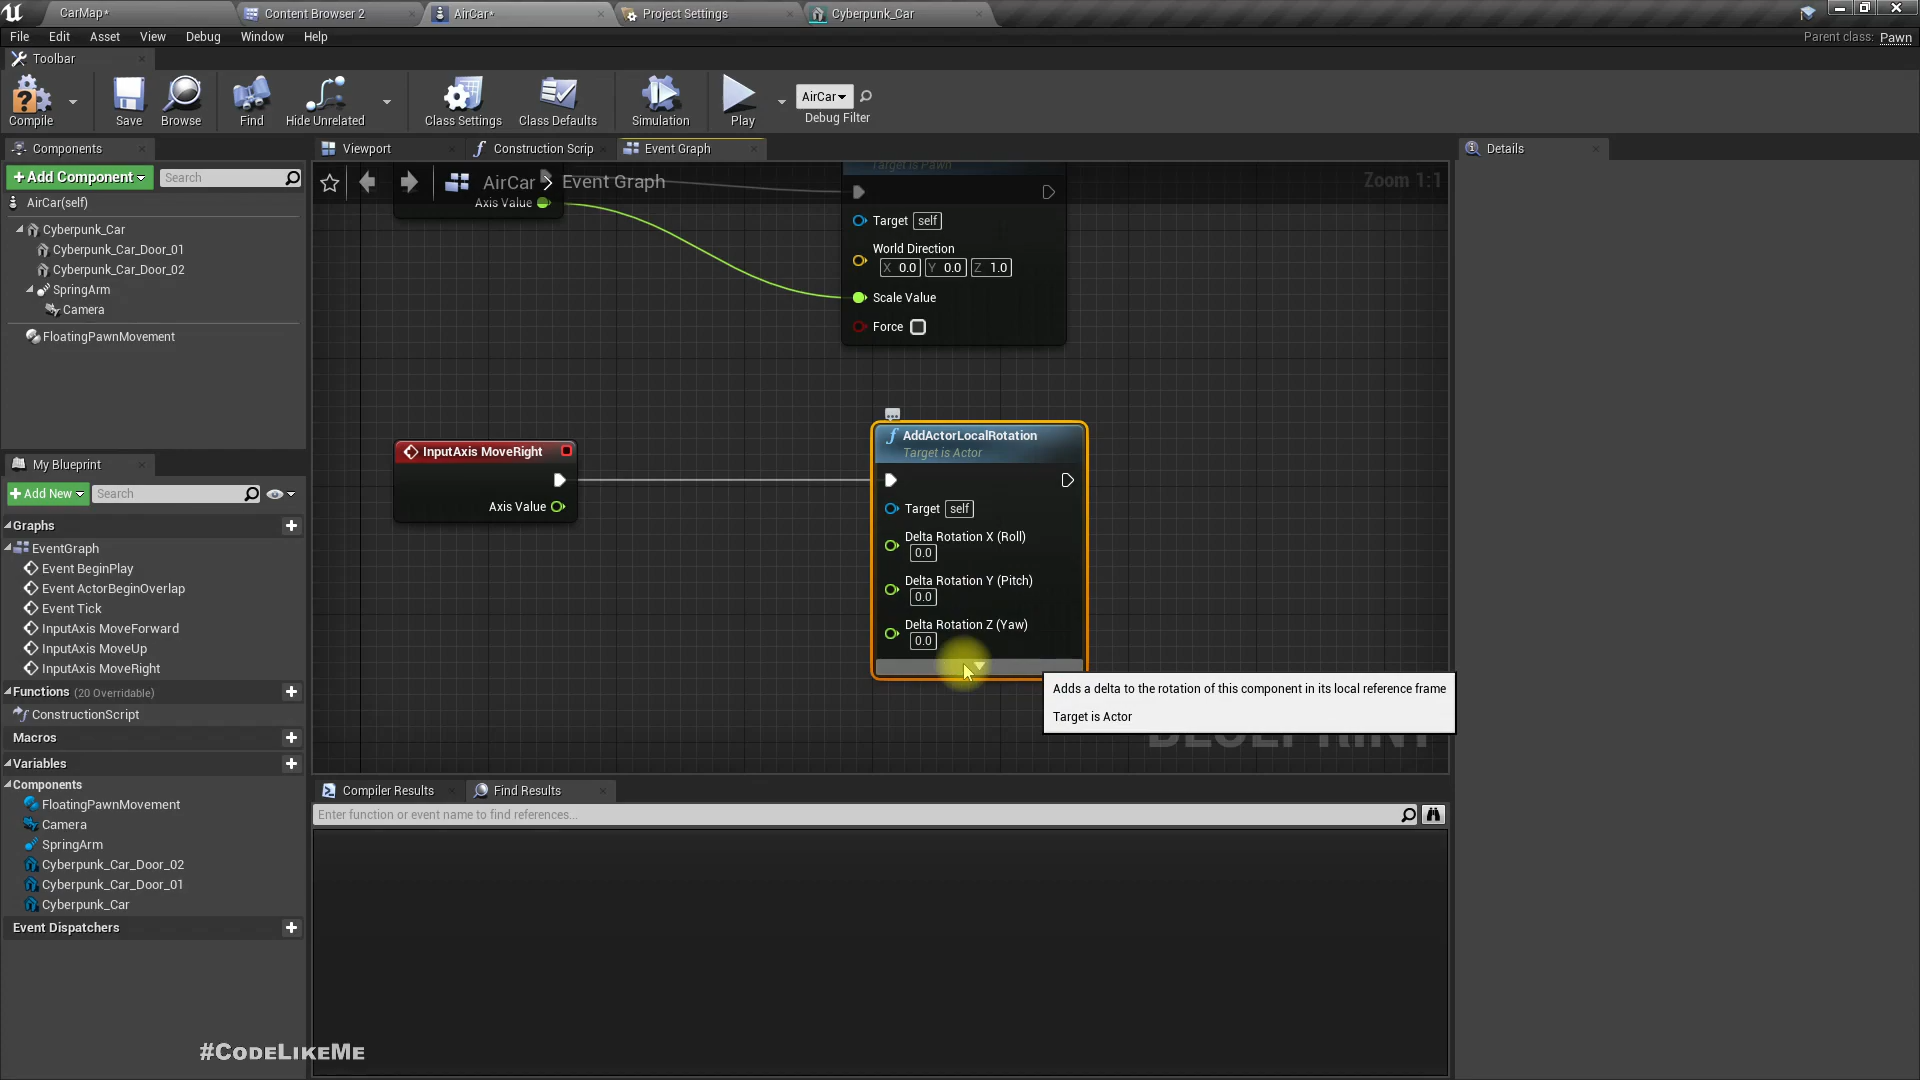 CarMap*
Content Browser 2
AirCar*
Project Settings
Cyberpunk_Car
File Edit Asset View Debug Window Help
Parent class: Pawn
Toolbar
Compile
Save
Browse
Find
Hide Unrelated
Class Settings
Class Defaults
Simulation
Play
AirCar
Debug Filter
Components
Viewport
Construction Scrip
Event Graph
Details
+Add Component
Search
AirCar > Event Graph
Zoom 1:1
AirCar(self)
Cyberpunk_Car
Cyberpunk_Car_Door_01
Cyberpunk_Car_Door_02
SpringArm
Camera
FloatingPawnMovement
Target is Pawn
Axis Value
Target self
World Direction
X 0.0 Y 0.0 Z 1.0
Scale Value
Force
InputAxis MoveRight
Axis Value
AddActorLocalRotation
Target is Actor
Target self
Delta Rotation X (Roll)
0.0
Delta Rotation Y (Pitch)
0.0
Delta Rotation Z (Yaw)
0.0
Adds a delta to the rotation of this component in its local reference frame
Target is Actor
BLUEPRINT
My Blueprint
+Add New
Search
Graphs
EventGraph
Event BeginPlay
Event ActorBeginOverlap
Event Tick
InputAxis MoveForward
InputAxis MoveUp
InputAxis MoveRight
Functions (20 Overridable)
ConstructionScript
Macros
Variables
Components
FloatingPawnMovement
Camera
SpringArm
Cyberpunk_Car_Door_02
Cyberpunk_Car_Door_01
Cyberpunk_Car
Event Dispatchers
Compiler Results
Find Results
Enter function or event name to find references...
#CodeLikeMe